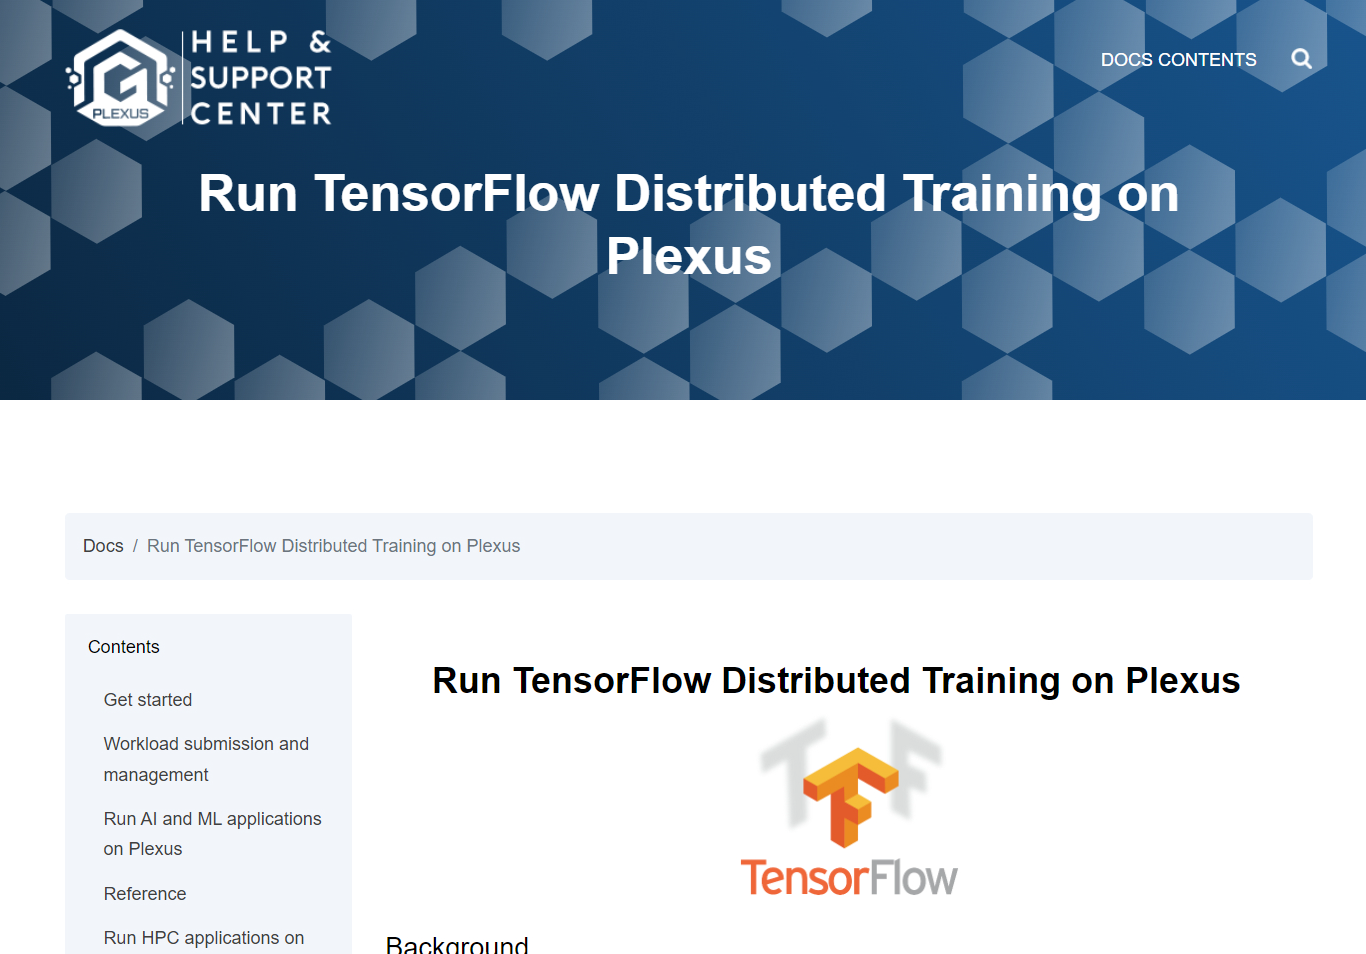 HELP &
SUPPORT
CENTER
PLEXUS
DOCS CONTENTS
Run TensorFlow Distributed Training on
Plexus
Docs / Run TensorFlow Distributed Training on Plexus
Contents
Get started
Workload submission and
management
Run AI and ML applications
on Plexus
Reference
Run HPC applications on
Run TensorFlow Distributed Training on Plexus
TensorFlow
Background